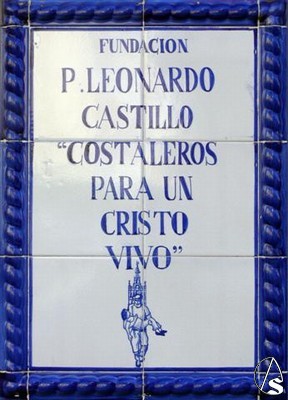 FUNDACION
P. LEONARDO
CASTILLO
"COSTALEROS
PARA UN
CRISTO
VIVO"